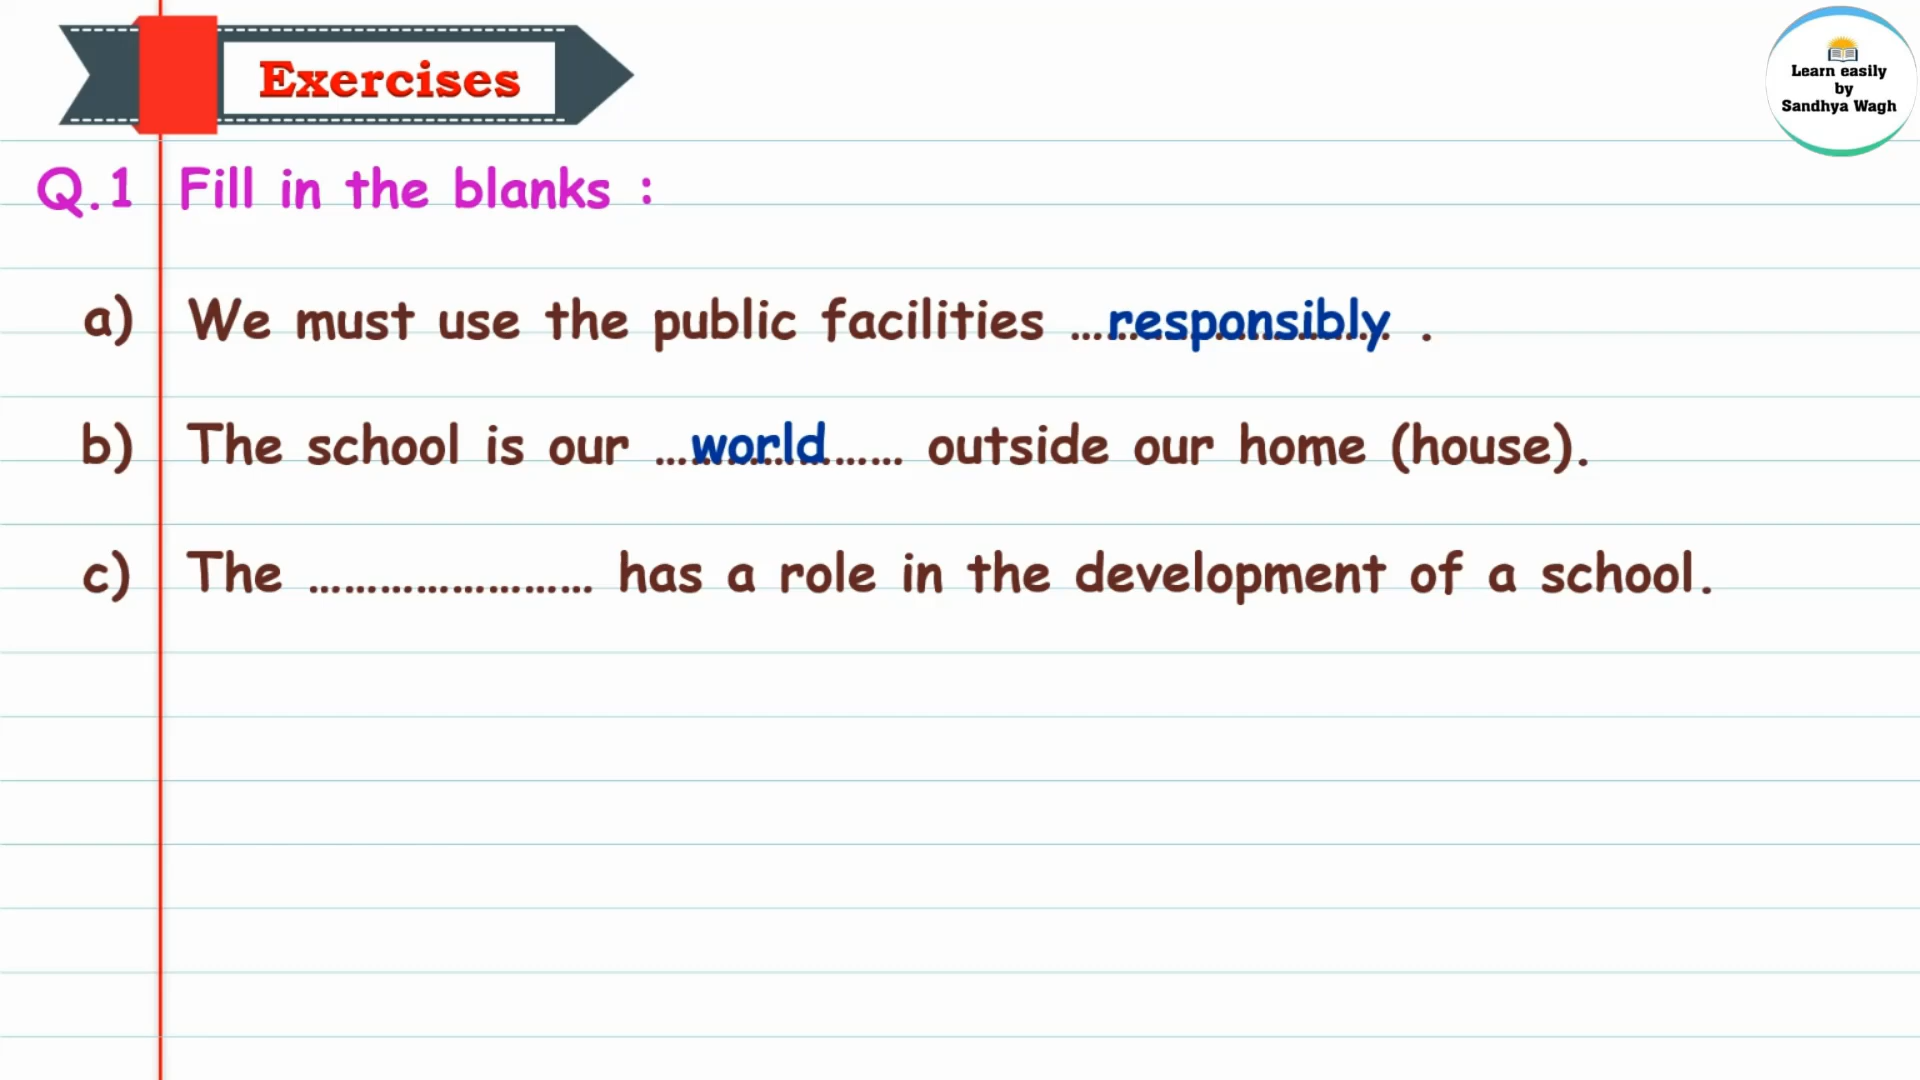 Exercises
Learn easily
by
Sandhya Wagh
Q.1 Fill in the blanks :
a) We must use the public facilities ...responsibly .
b) The school is our ...world...... outside our home (house).
c) The ........................ has a role in the development of a school.